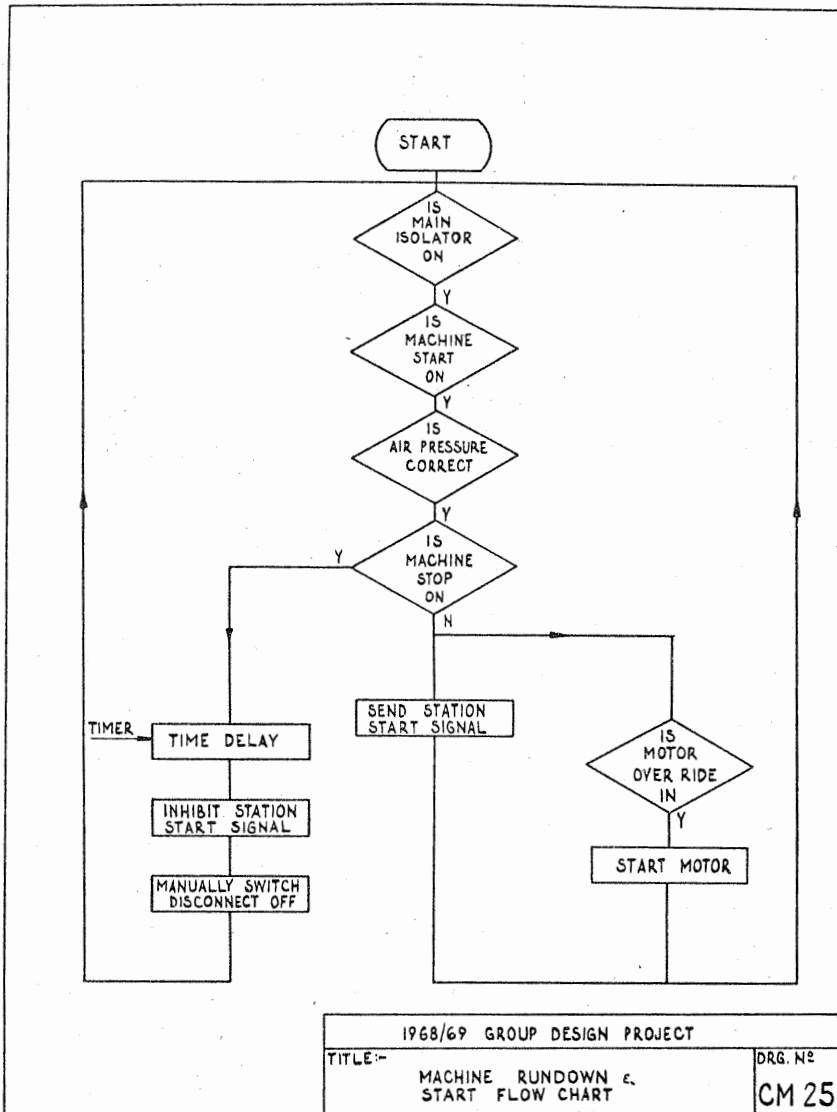 START
IS
MAIN
ISOLATOR
ON
Y
IS
MACHINE
START
ON
Y
IS
AIR PRESSURE
CORRECT
Y
IS
MACHINE
STOP
ON
Y
N
SEND STATION
START SIGNAL
TIMER
TIME DELAY
IS
MOTOR
OVER RIDE
IN
Y
INHIBIT STATION
START SIGNAL
START MOTOR
MANUALLY SWITCH
DISCONNECT OFF
1968/69 GROUP DESIGN PROJECT
TITLE:-
MACHINE RUNDOWN &
START FLOW CHART
DRG. Nº
CM 25